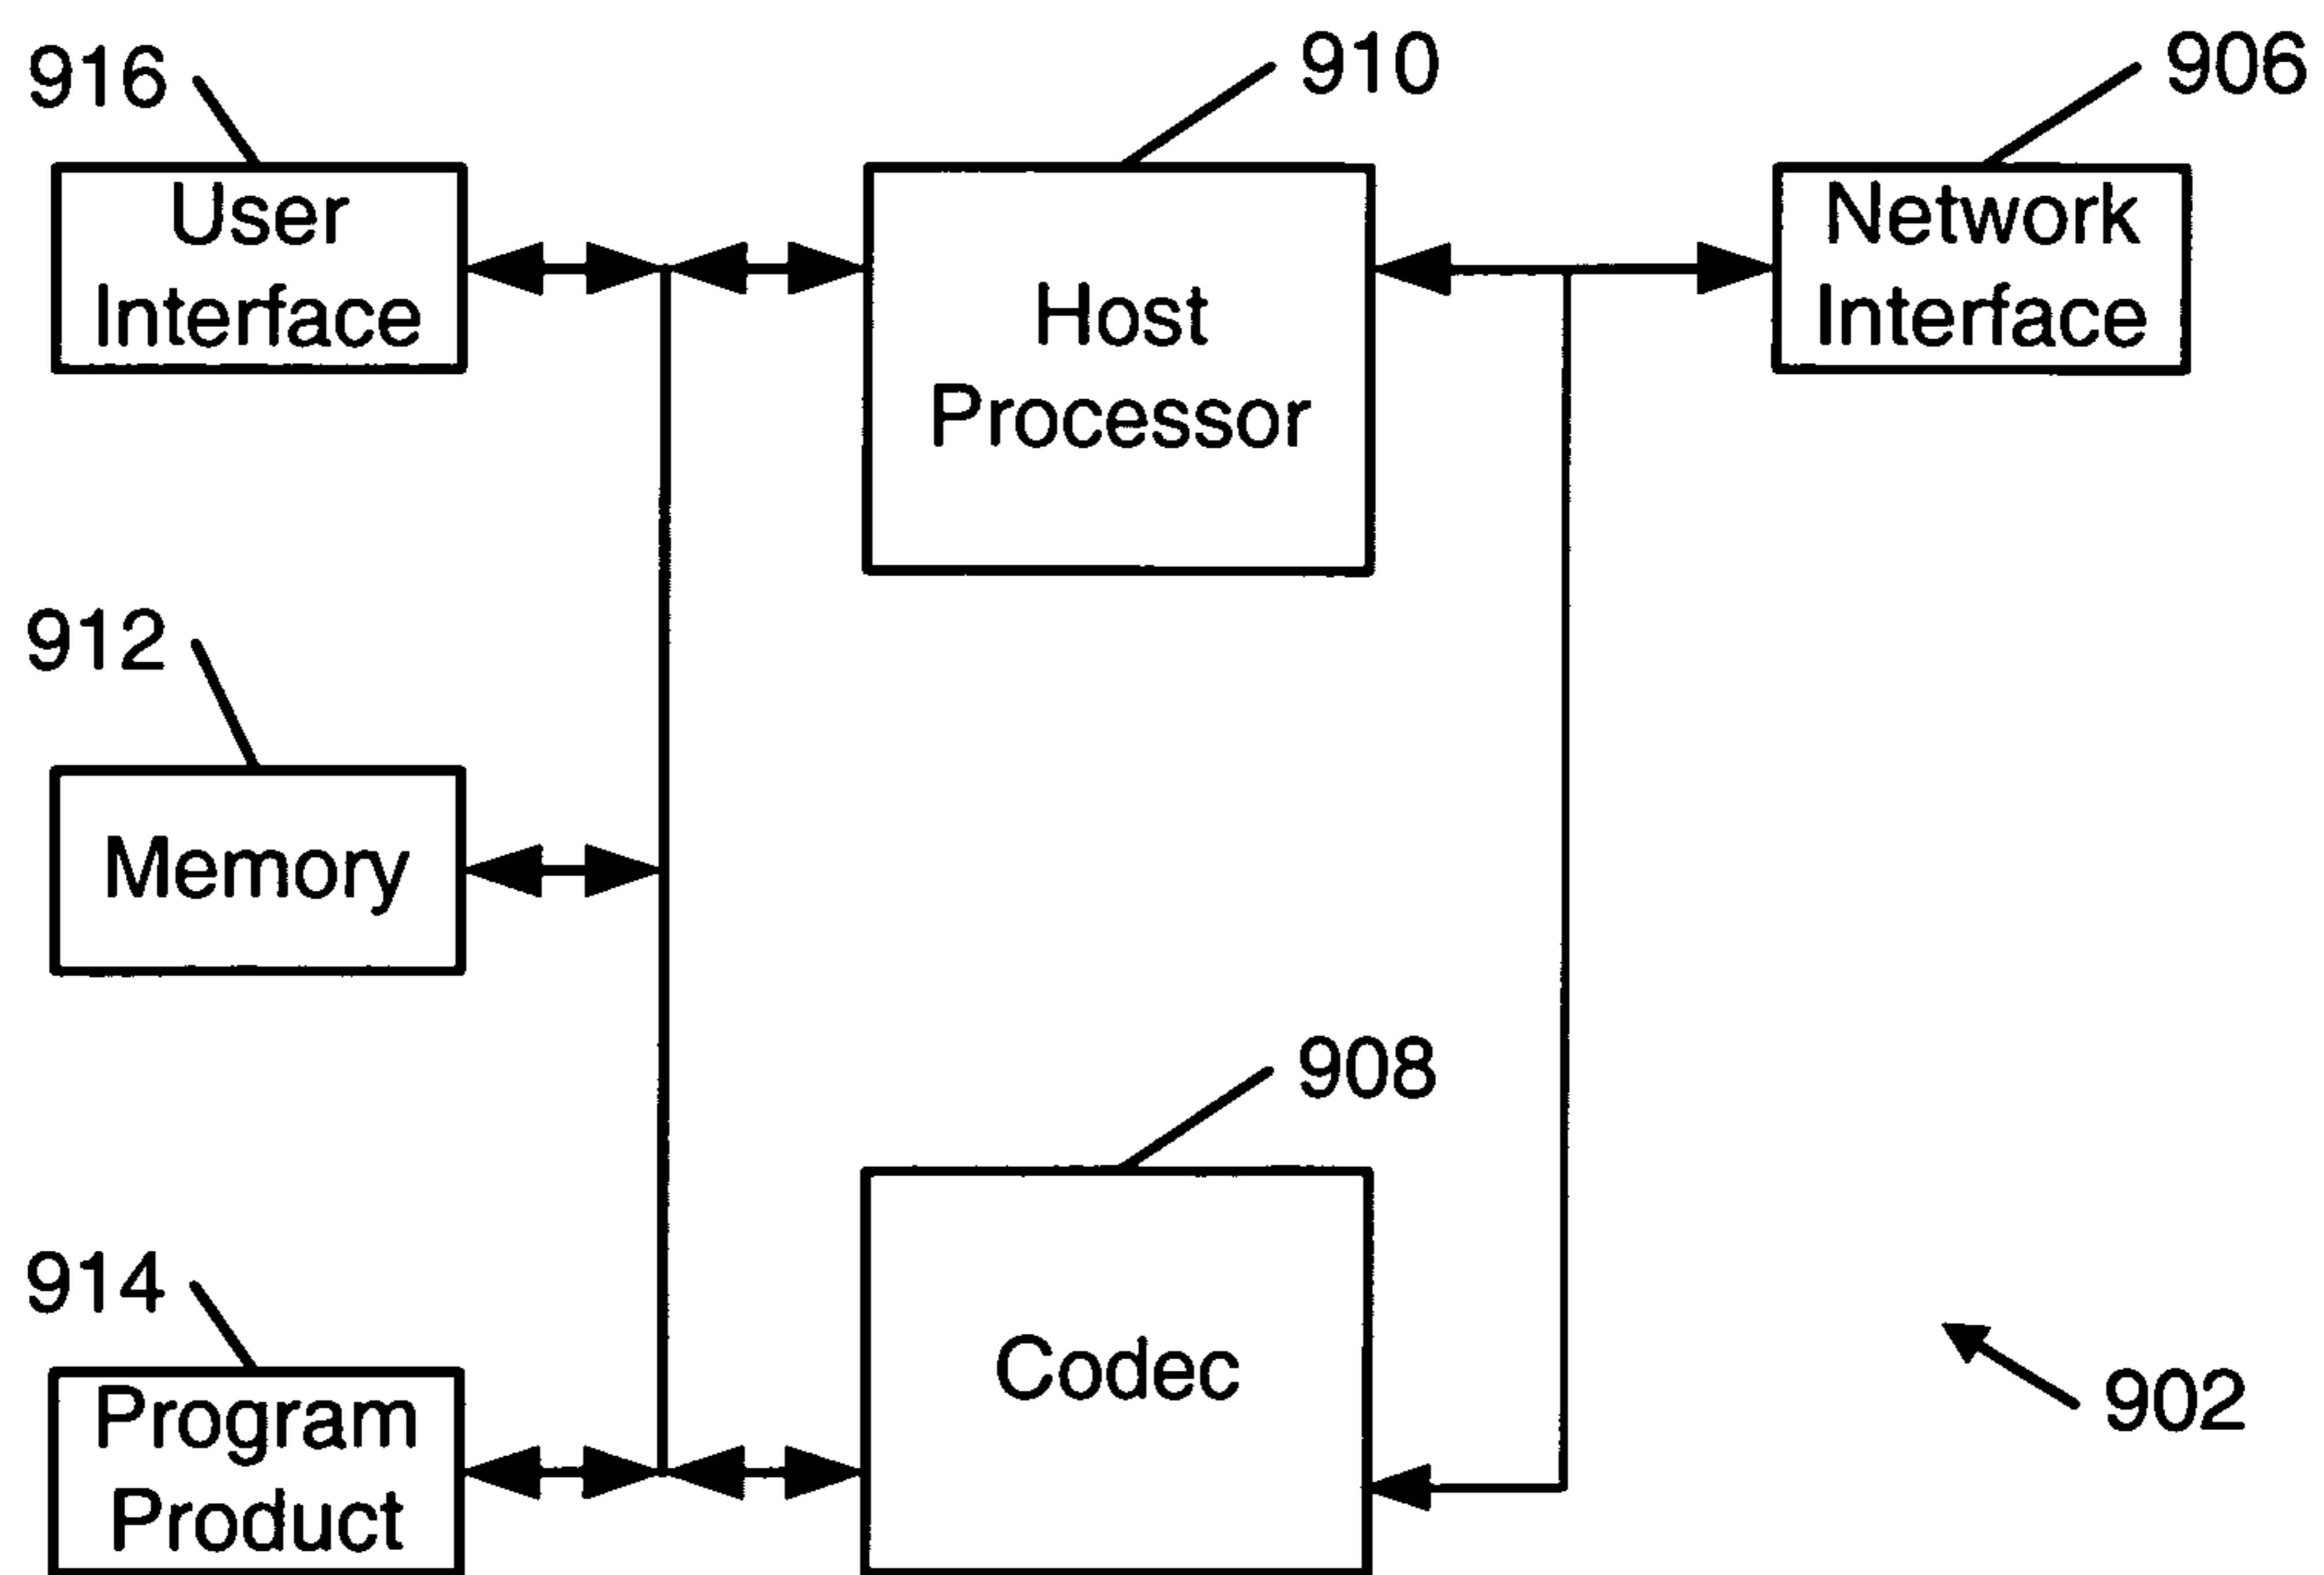 916
910
906
User
Interface
Host
Processor
Network
Interface
912
Memory
908
914
Program
Product
Codec
902